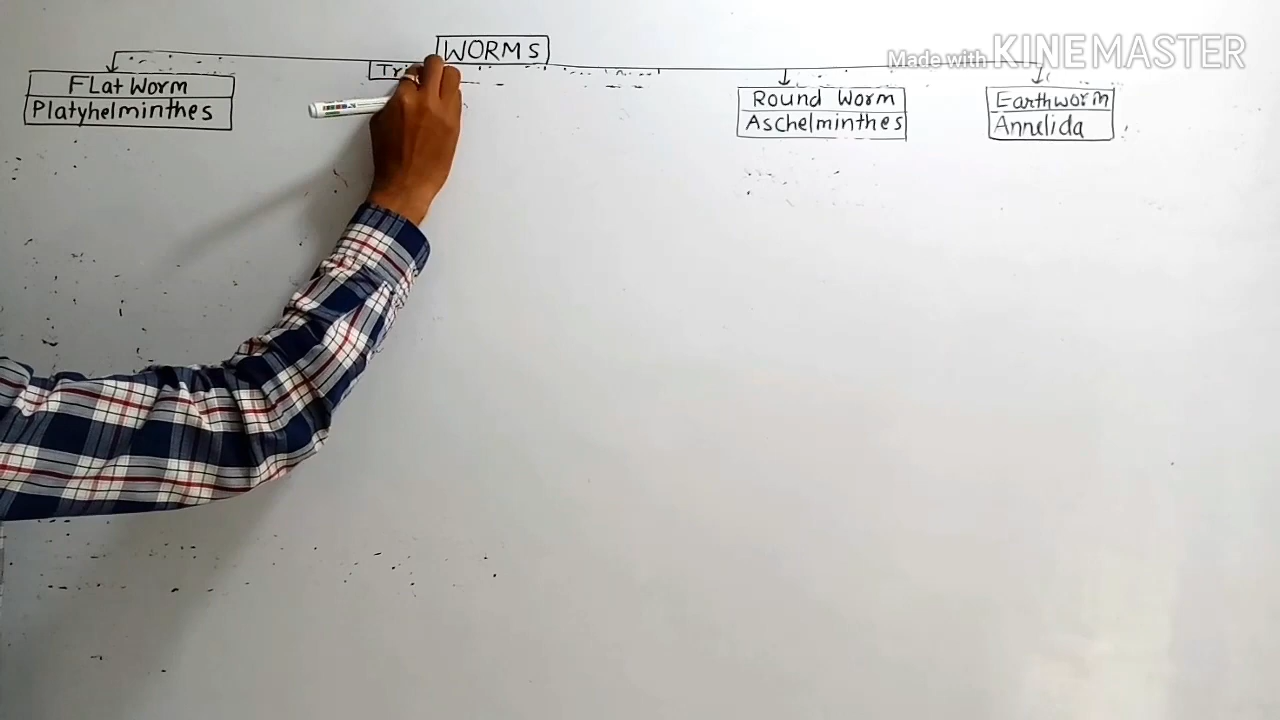 WORMS
Made with KINEMASTER
FLat Worm
Platyhelminthes
Round Worm
Aschelminthes
Earthworm
Annelida